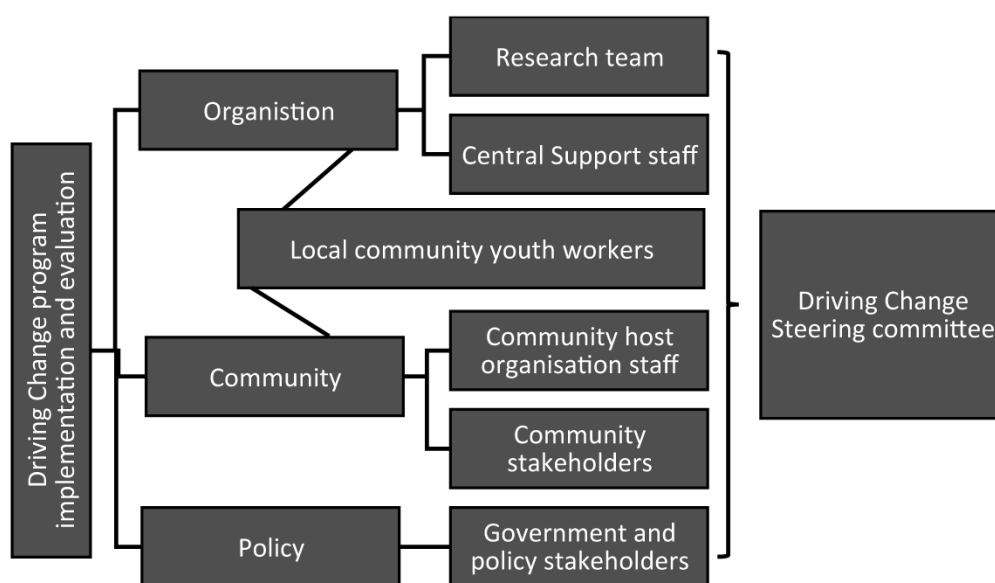 Driving Change program
implementation and evaluation
Organistion
Research team
Central Support staff
Local community youth workers
Community
Community host
organisation staff
Community
stakeholders
Policy
Government and
policy stakeholders
Driving Change
Steering committee